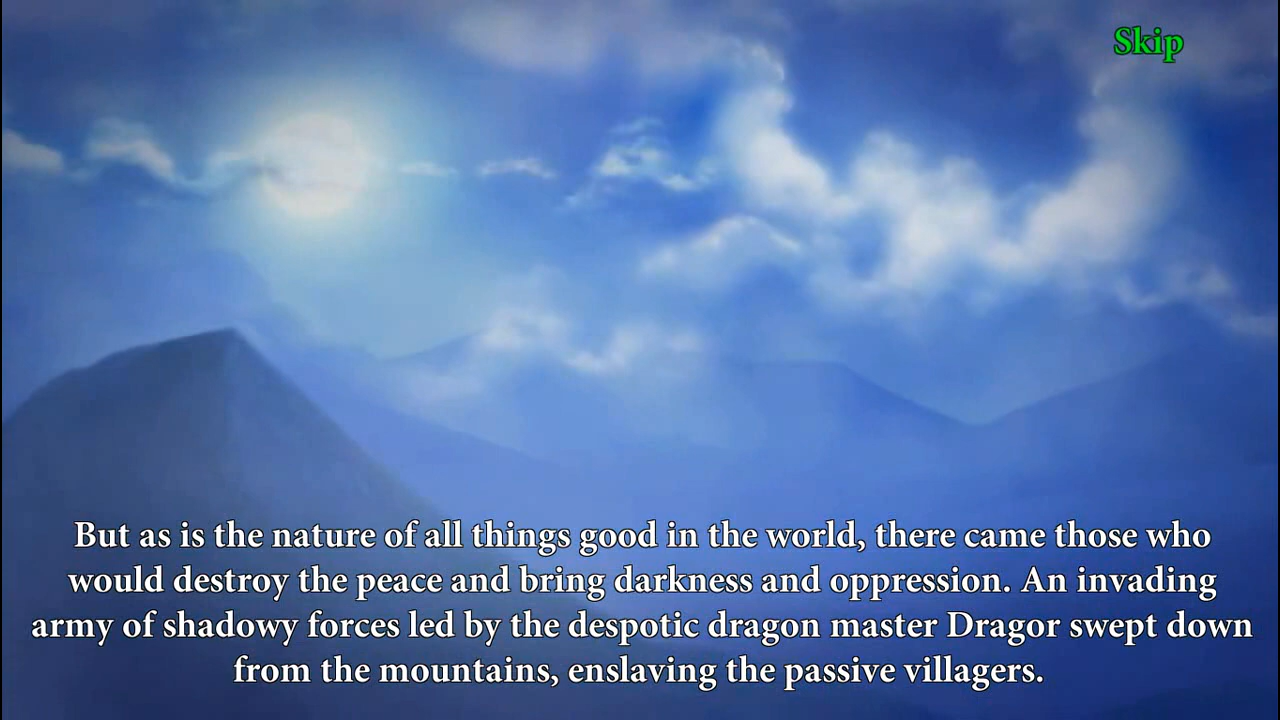 Skip
But as is the nature of all things good in the world, there came those who
would destroy the peace and bring darkness and oppression. An invading
army of shadowy forces led by the despotic dragon master Dragor swept down
from the mountains, enslaving the passive villagers.